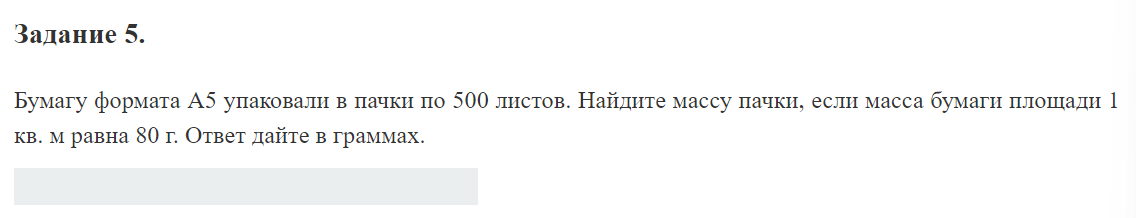 Задание 5.
Бумагу формата А5 упаковали в пачки по 500 листов. Найдите массу пачки, если масса бумаги площади 1
кв. м равна 80 г. Ответ дайте в граммах.